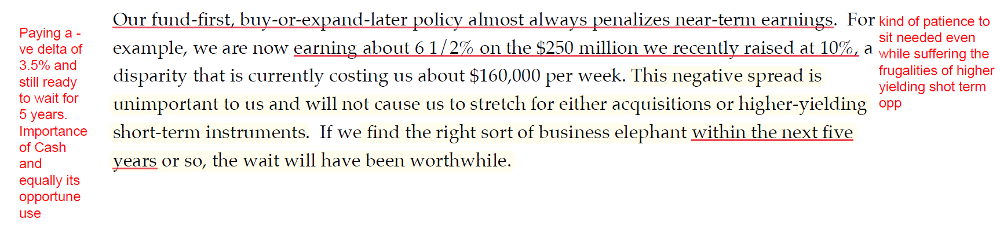 Paying a -
ve delta of
3.5% and
still ready
to wait for
5 years.
Importance
of Cash
and
equally its
opportune
use
Our fund-first, buy-or-expand-later policy almost always penalizes near-term earnings.  For
example, we are now earning about 6 1/2% on the $250 million we recently raised at 10%, a
disparity that is currently costing us about $160,000 per week. This negative spread is
unimportant to us and will not cause us to stretch for either acquisitions or higher-yielding
short-term instruments.  If we find the right sort of business elephant within the next five
years or so, the wait will have been worthwhile.
kind of patience to
sit needed even
while suffering the
frugalities of higher
yielding shot term
opp